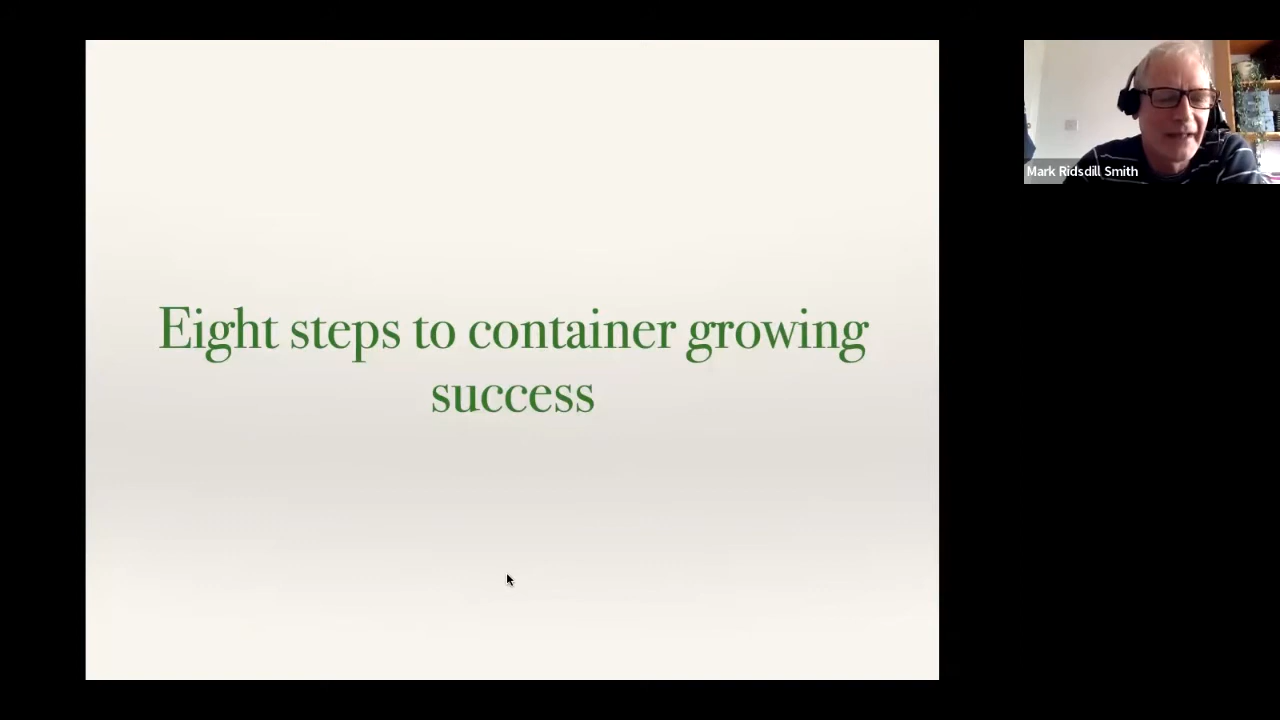 Eight steps to container growing
success
Mark Ridsdill Smith